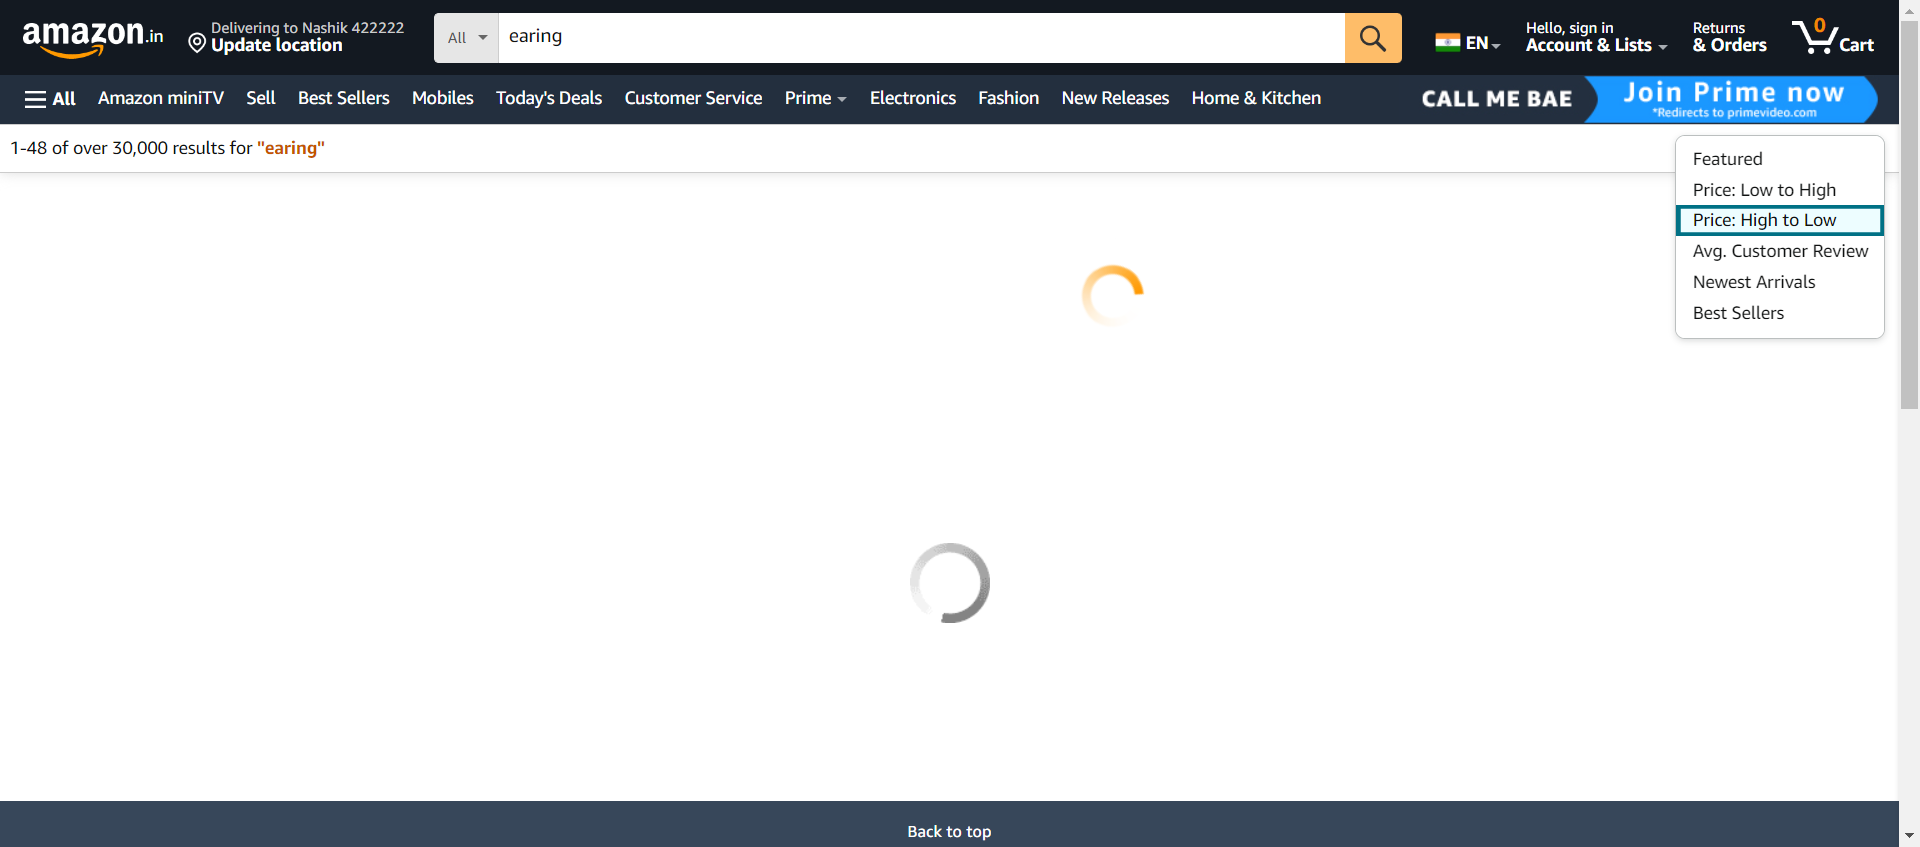 amazon.in
Delivering to Nashik 422222
Update location
All
earing
EN
Hello, sign in
Account & Lists
Returns
& Orders
0
Cart
All
Amazon miniTV
Sell
Best Sellers
Mobiles
Today's Deals
Customer Service
Prime
Electronics
Fashion
New Releases
Home & Kitchen
CALL ME BAE
Join Prime now
*Redirects to primevideo.com
1-48 of over 30,000 results for "earing"
Featured
Price: Low to High
Price: High to Low
Avg. Customer Review
Newest Arrivals
Best Sellers
Back to top